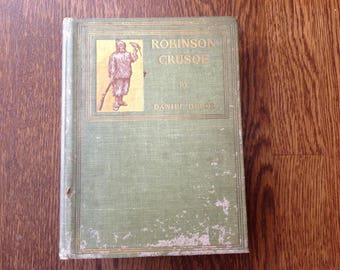 ROBINSON
CRUSOE
BY
DANIEL DEFOE